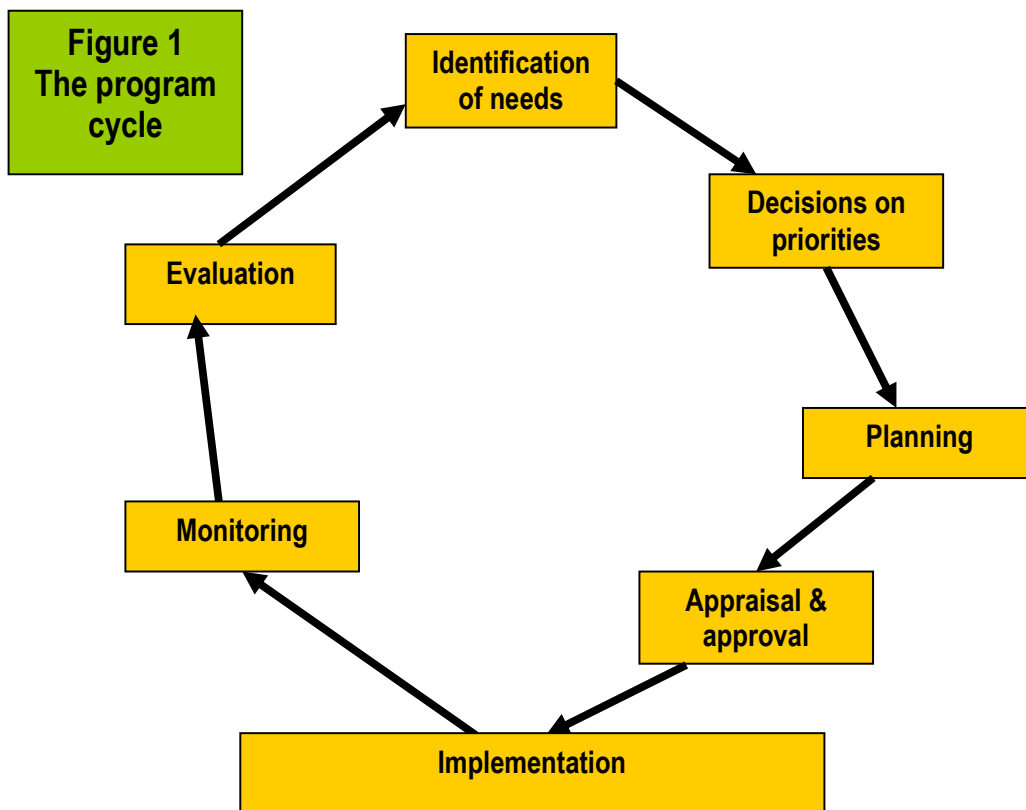 Figure 1
The program
cycle
Identification
of needs
Decisions on
priorities
Planning
Appraisal &
approval
Implementation
Monitoring
Evaluation